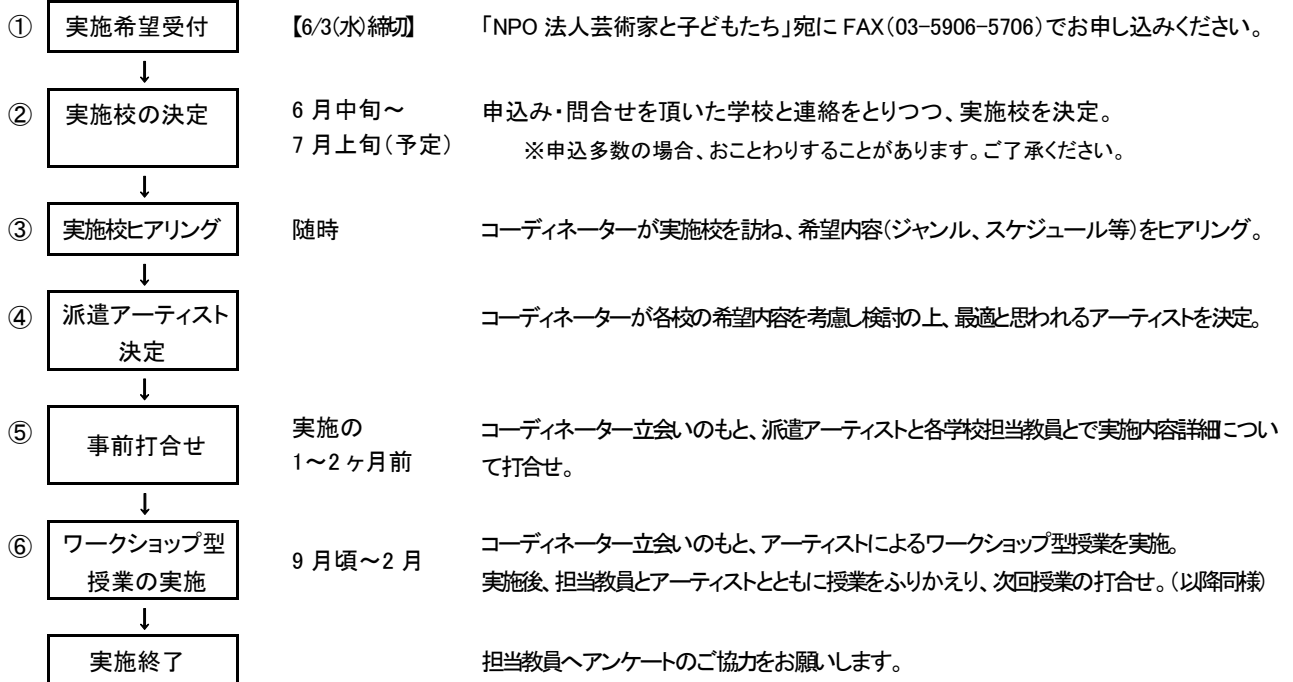 ① 実施希望受付 【6/3(水)締切】 「NPO 法人芸術家と子どもたち」宛に FAX(03-5906-5706)でお申し込みください。
↓
② 実施校の決定 6 月中旬～ 申込み・問合せを頂いた学校と連絡をとりつつ、実施校を決定。
7 月上旬(予定) ※申込多数の場合、おことわりすることがあります。ご了承ください。
↓
③ 実施校ヒアリング 随時 コーディネーターが実施校を訪ね、希望内容(ジャンル、スケジュール等)をヒアリング。
↓
④ 派遣アーティスト コーディネーターが各校の希望内容を考慮し検討の上、最適と思われるアーティストを決定。
決定
↓
⑤ 事前打合せ 実施の コーディネーター立会いのもと、派遣アーティストと各学校担当教員とで実施内容詳細につい
1～2 ヶ月前 て打合せ。
↓
⑥ ワークショップ型 9 月頃～2 月 コーディネーター立会いのもと、アーティストによるワークショップ型授業を実施。
授業の実施 実施後、担当教員とアーティストとともに授業をふりかえり、次回授業の打合せ。(以降同様)
↓
実施終了 担当教員へアンケートのご協力をお願いします。